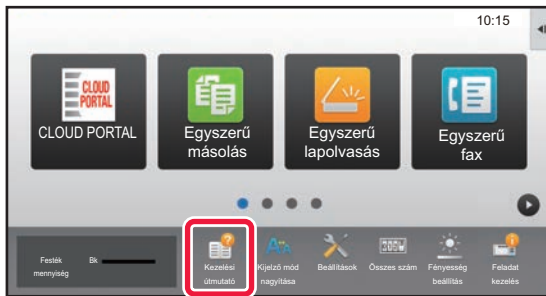 10:15
CLOUD
PORTAL
CLOUD PORTAL
Egyszerű
másolás
Egyszerű
lapolvasás
Egyszerű
fax
Festék
mennyiség
Bk
Kezelési
útmutató
Kijelző mód
nagyítása
Beállítások
Összes szám
Fényesség
beállítás
Feladat
kezelés